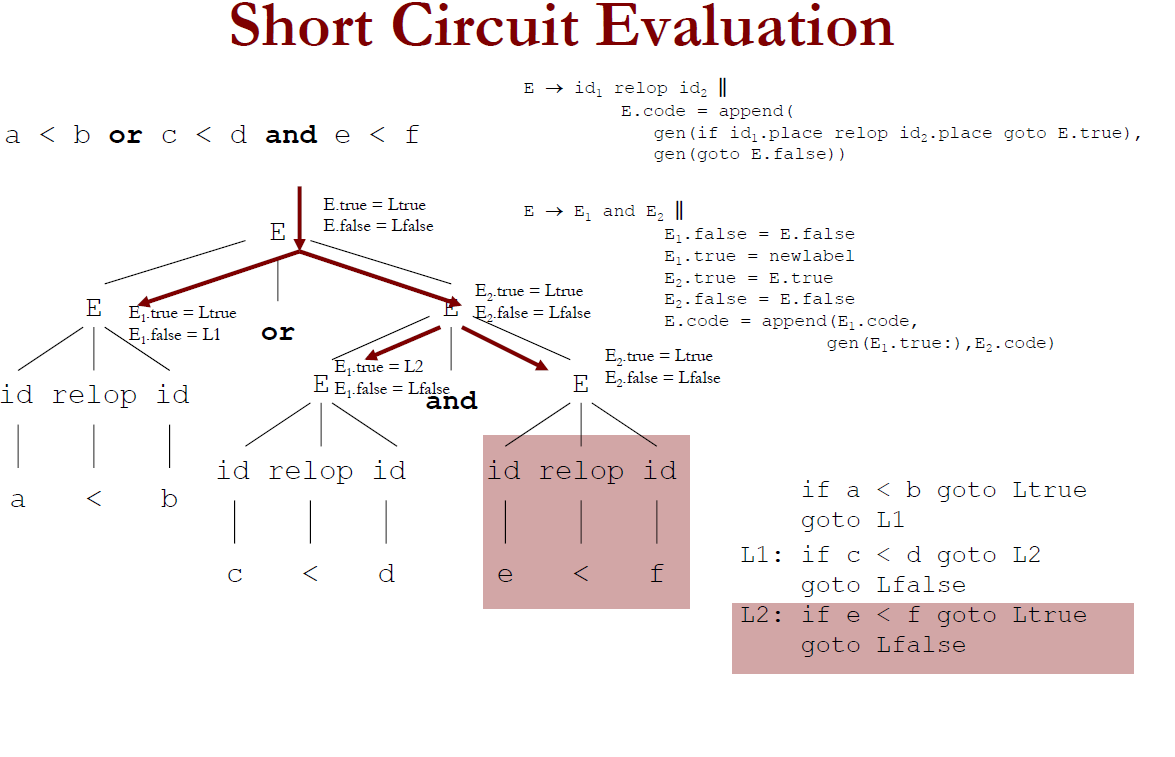 Short Circuit Evaluation
a < b or c < d and e < f
E → id₁ relop id₂ ‖
E.code = append(
gen(if id₁.place relop id₂.place goto E.true),
gen(goto E.false))
E → E₁ and E₂ ‖
E₁.false = E.false
E₁.true = newlabel
E₂.true = E.true
E₂.false = E.false
E.code = append(E₁.code,
gen(E₁.true:),E₂.code)
E.true = Ltrue
E.false = Lfalse
E
E
E₁.true = Ltrue
E₁.false = L1
or
E
E₂.true = Ltrue
E₂.false = Lfalse
id relop id
a < b
E
E₁.true = L2
E₁.false = Lfalse
and
E
E₂.true = Ltrue
E₂.false = Lfalse
id relop id
c < d
id relop id
e < f
if a < b goto Ltrue
goto L1
L1: if c < d goto L2
goto Lfalse
L2: if e < f goto Ltrue
goto Lfalse